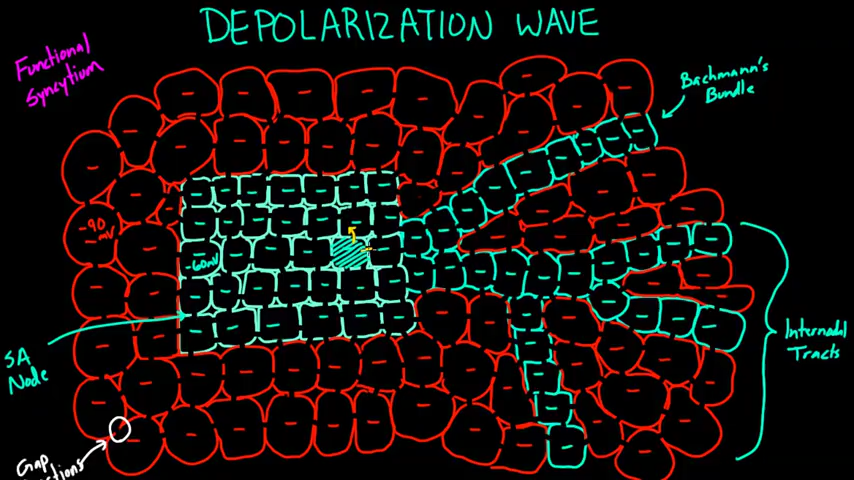 DEPOLARIZATION WAVE
Functional
Syncytium
Bachmann's
Bundle
-90
mV
-60mV
SA
Node
Internodal
Tracts
Gap